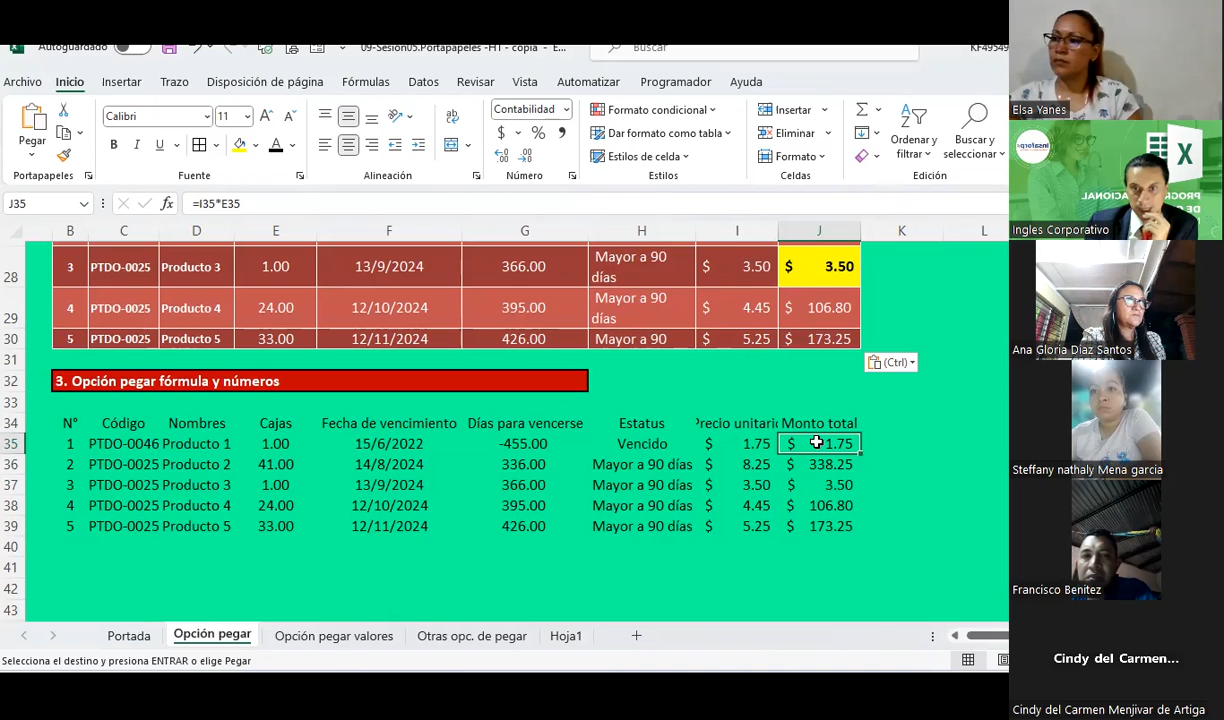 Autoguardado
09-Sesión05.Portapapeles -HT - copia - E...
Buscar
KF49549
Archivo Inicio Insertar Trazo Disposición de página Fórmulas Datos Revisar Vista Automatizar Programador Ayuda
Pegar
Calibri 11
N K S
Contabilidad
$ %
Formato condicional
Dar formato como tabla
Estilos de celda
Insertar
Eliminar
Formato
Ordenar y filtrar
Buscar y seleccionar
Portapapeles Fuente Alineación Número Estilos Celdas
J35 fx =I35*E35
B C D E F G H I J K L
28 3 PTDO-0025 Producto 3 1.00 13/9/2024 366.00 Mayor a 90 días $ 3.50 $ 3.50
29 4 PTDO-0025 Producto 4 24.00 12/10/2024 395.00 Mayor a 90 días $ 4.45 $ 106.80
30 5 PTDO-0025 Producto 5 33.00 12/11/2024 426.00 Mayor a 90 $ 5.25 $ 173.25
31
(Ctrl)
32 3. Opción pegar fórmula y números
33
34 N° Código Nombres Cajas Fecha de vencimiento Días para vencerse Estatus Precio unitario Monto total
35 1 PTDO-0046 Producto 1 1.00 15/6/2022 -455.00 Vencido $ 1.75 $ 1.75
36 2 PTDO-0025 Producto 2 41.00 14/8/2024 336.00 Mayor a 90 días $ 8.25 $ 338.25
37 3 PTDO-0025 Producto 3 1.00 13/9/2024 366.00 Mayor a 90 días $ 3.50 $ 3.50
38 4 PTDO-0025 Producto 4 24.00 12/10/2024 395.00 Mayor a 90 días $ 4.45 $ 106.80
39 5 PTDO-0025 Producto 5 33.00 12/11/2024 426.00 Mayor a 90 días $ 5.25 $ 173.25
40
41
42
43
Portada Opción pegar Opción pegar valores Otras opc. de pegar Hoja1
Selecciona el destino y presiona ENTRAR o elige Pegar
Elsa Yanes
Insaforp
Ingles Corporativo
Ana Gloria Diaz Santos
Steffany nathaly Mena garcia
Francisco Benitez
Cindy del Carmen...
Cindy del Carmen Menjivar de Artiga